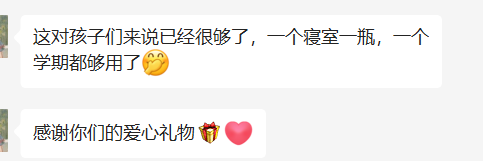 这对孩子们来说已经很够了，一个寝室一瓶，一个
学期都够用了🤭
感谢你们的爱心礼物🎁❤️